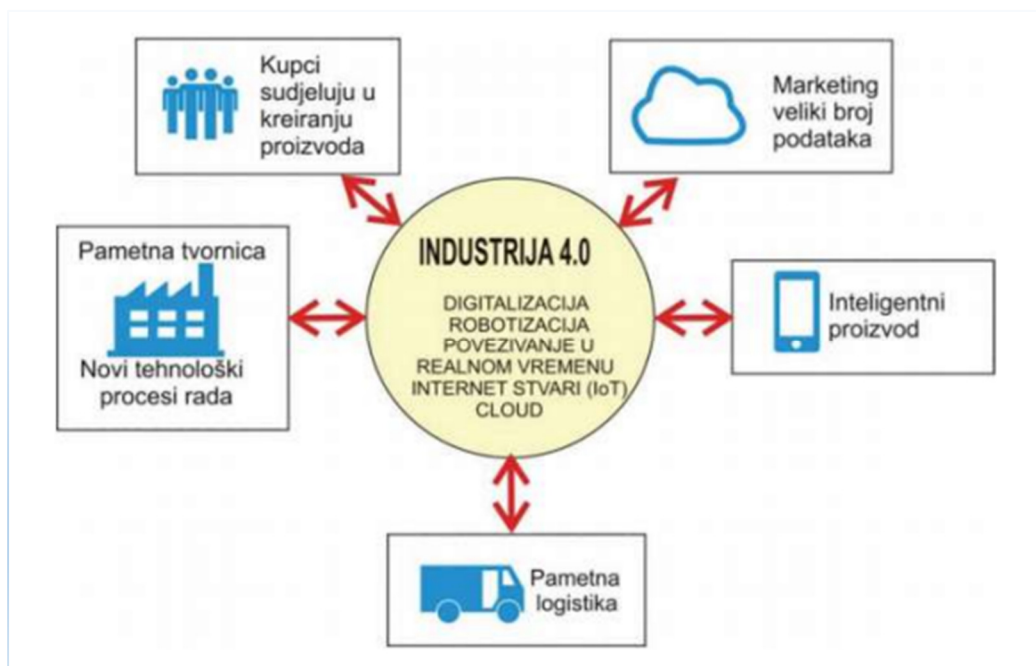 Kupci
sudjeluju u
kreiranju
proizvoda
Marketing
veliki broj
podataka
Pametna tvornica
Novi tehnološki
procesi rada
INDUSTRIJA 4.0
DIGITALIZACIJA
ROBOTIZACIJA
POVEZIVANJE U
REALNOM VREMENU
INTERNET STVARI (IoT)
CLOUD
Inteligentni
proizvod
Pametna
logistika